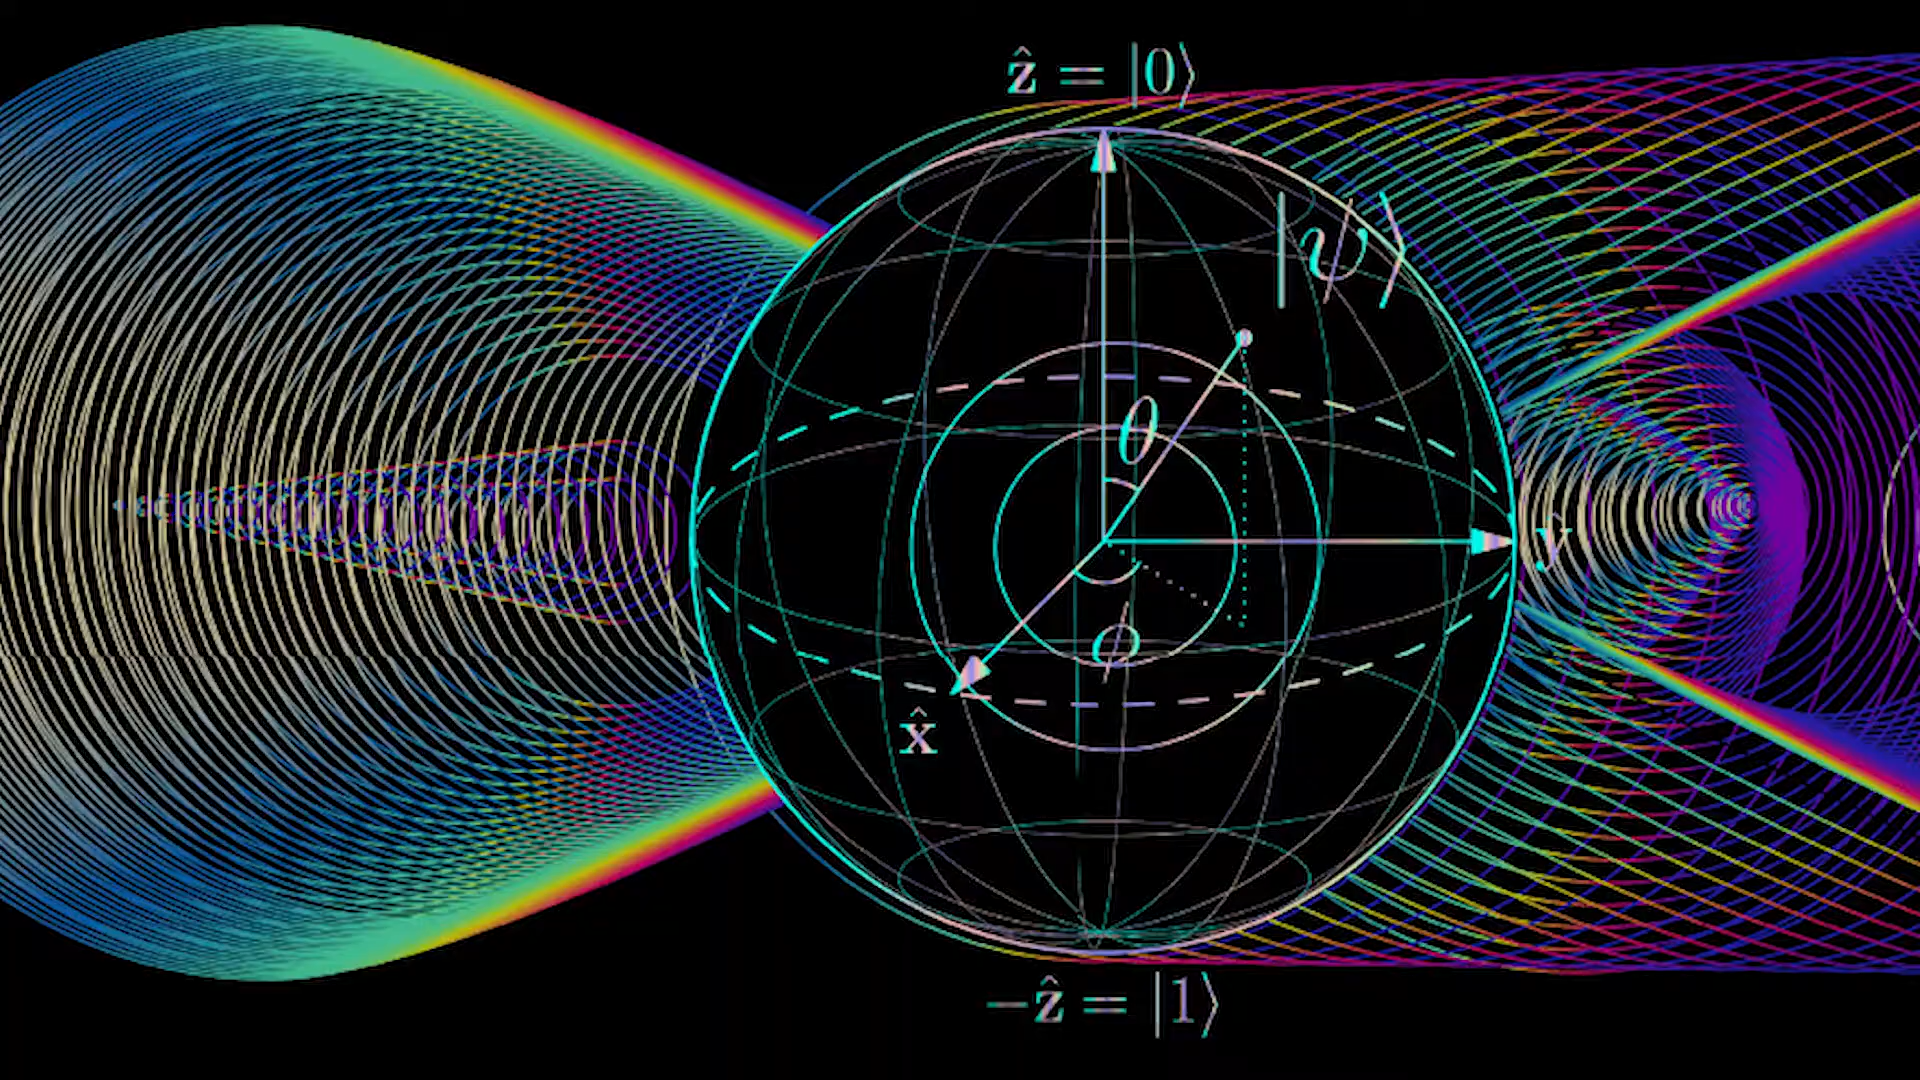 ẑ = |0⟩
|ψ⟩
θ
ŷ
ϕ
x̂
−ẑ = |1⟩